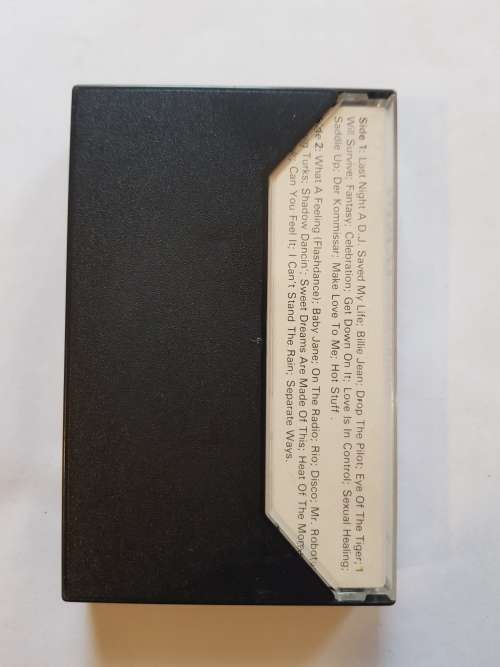 Side 1: Last Night A D.J. Saved My Life; Billie Jean; Drop The Pilot; Eye Of The Tiger; I
Will Survive; Fantasy; Celebration; Get Down On It; Love Is In Control; Sexual Healing;
Saddle Up; Der Kommissar; Make Love To Me; Hot Stuff.
de 2: What A Feeling (Flashdance); Baby Jane; On The Radio; Rio; Disco; Mr. Robot
g Turks; Shadow Dancin'; Sweet Dreams Are Made Of This; Heat Of The Mom
Can You Feel It; I Can't Stand The Rain; Separate Ways.